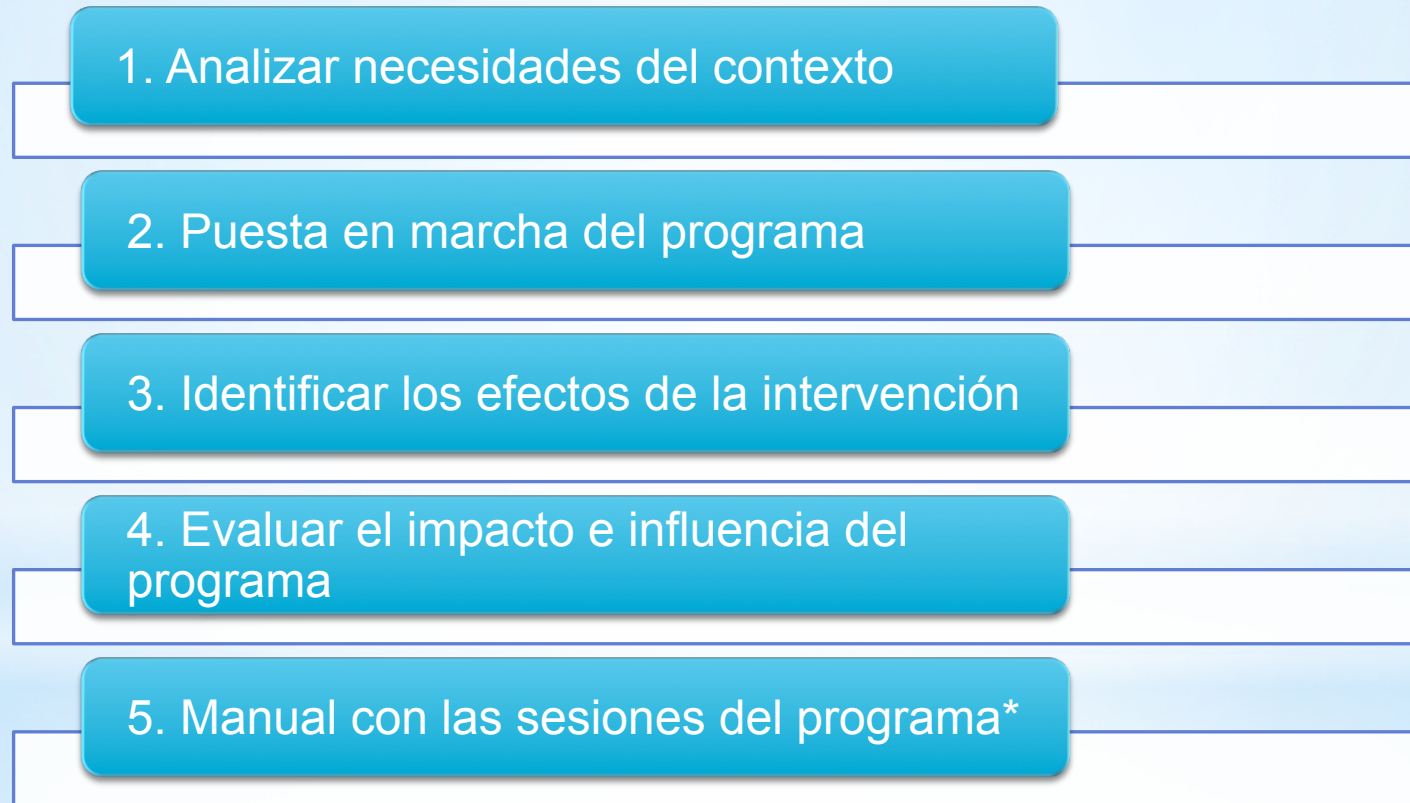 1. Analizar necesidades del contexto
2. Puesta en marcha del programa
3. Identificar los efectos de la intervención
4. Evaluar el impacto e influencia del
programa
5. Manual con las sesiones del programa*